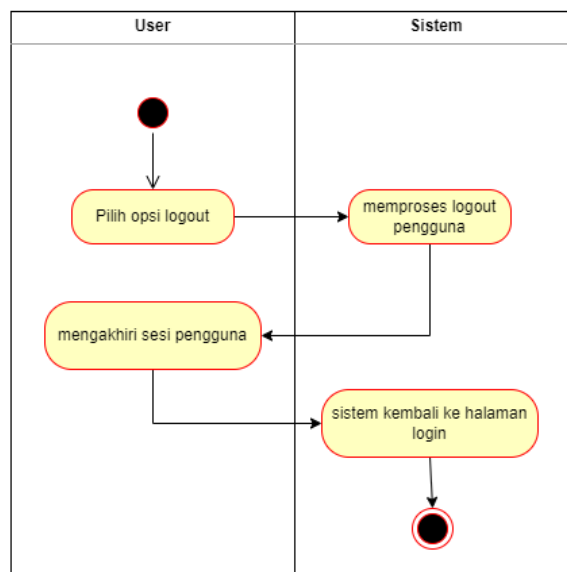 User
Sistem
Pilih opsi logout
memproses logout
pengguna
mengakhiri sesi pengguna
sistem kembali ke halaman
login